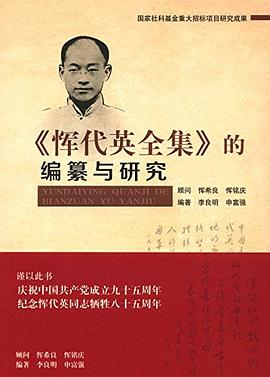 国家社科基金重大招标项目研究成果
《恽代英全集》的
编纂与研究
YUNDAIYING QUANJI DE
BIANZUAN YU YANJIU
顾问 恽希良 恽铭庆
编著 李良明 申富强
谨以此书
庆祝中国共产党成立九十五周年
纪念恽代英同志牺牲八十五周年
顾问 恽希良 恽铭庆
编著 李良明 申富强